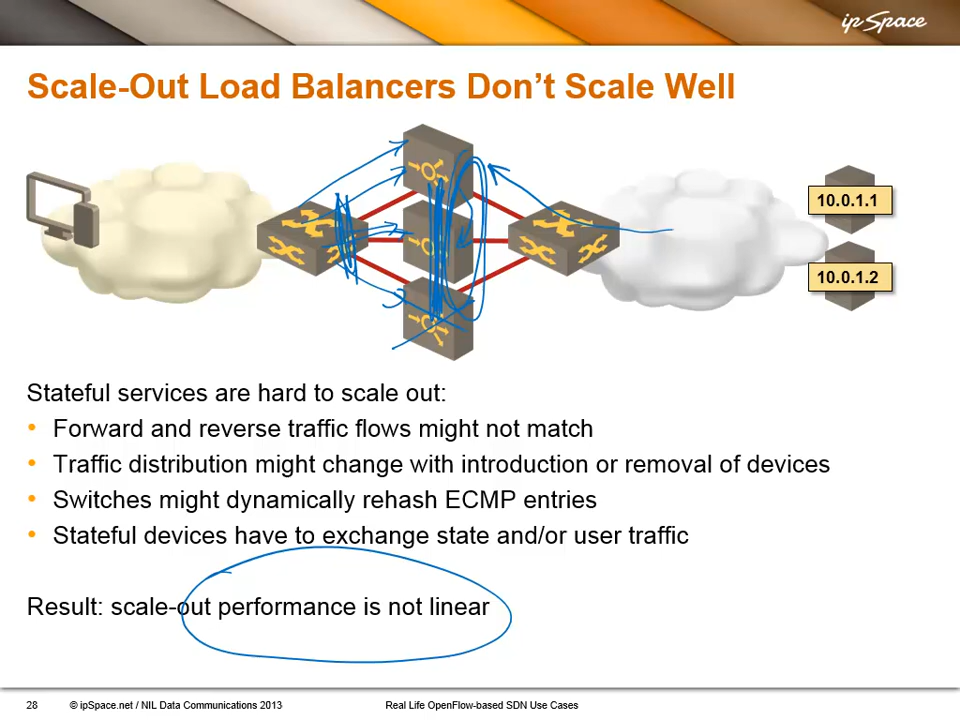 ipSpace
Scale-Out Load Balancers Don't Scale Well
10.0.1.1
10.0.1.2
Stateful services are hard to scale out:
• Forward and reverse traffic flows might not match
• Traffic distribution might change with introduction or removal of devices
• Switches might dynamically rehash ECMP entries
• Stateful devices have to exchange state and/or user traffic
Result: scale-out performance is not linear
28 © ipSpace.net / NIL Data Communications 2013 Real Life OpenFlow-based SDN Use Cases